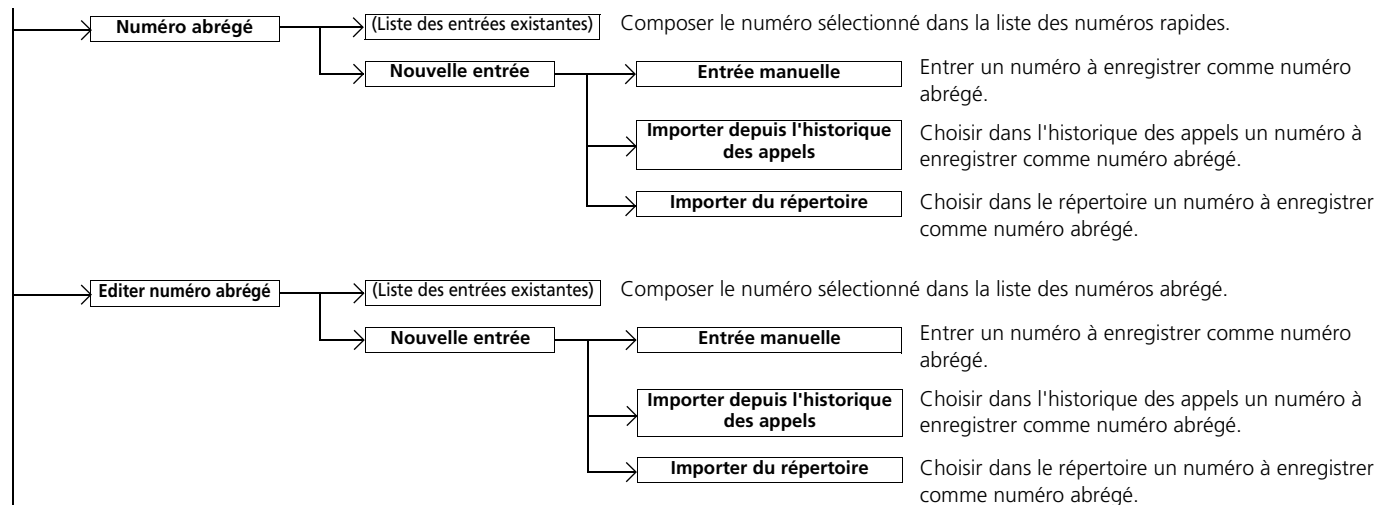 Numéro abrégé
(Liste des entrées existantes)
Composer le numéro sélectionné dans la liste des numéros rapides.
Nouvelle entrée
Entrée manuelle
Entrer un numéro à enregistrer comme numéro
abrégé.
Importer depuis l'historique
des appels
Choisir dans l'historique des appels un numéro à
enregistrer comme numéro abrégé.
Importer du répertoire
Choisir dans le répertoire un numéro à enregistrer
comme numéro abrégé.
Editer numéro abrégé
(Liste des entrées existantes)
Composer le numéro sélectionné dans la liste des numéros abrégé.
Nouvelle entrée
Entrée manuelle
Entrer un numéro à enregistrer comme numéro
abrégé.
Importer depuis l'historique
des appels
Choisir dans l'historique des appels un numéro à
enregistrer comme numéro abrégé.
Importer du répertoire
Choisir dans le répertoire un numéro à enregistrer
comme numéro abrégé.